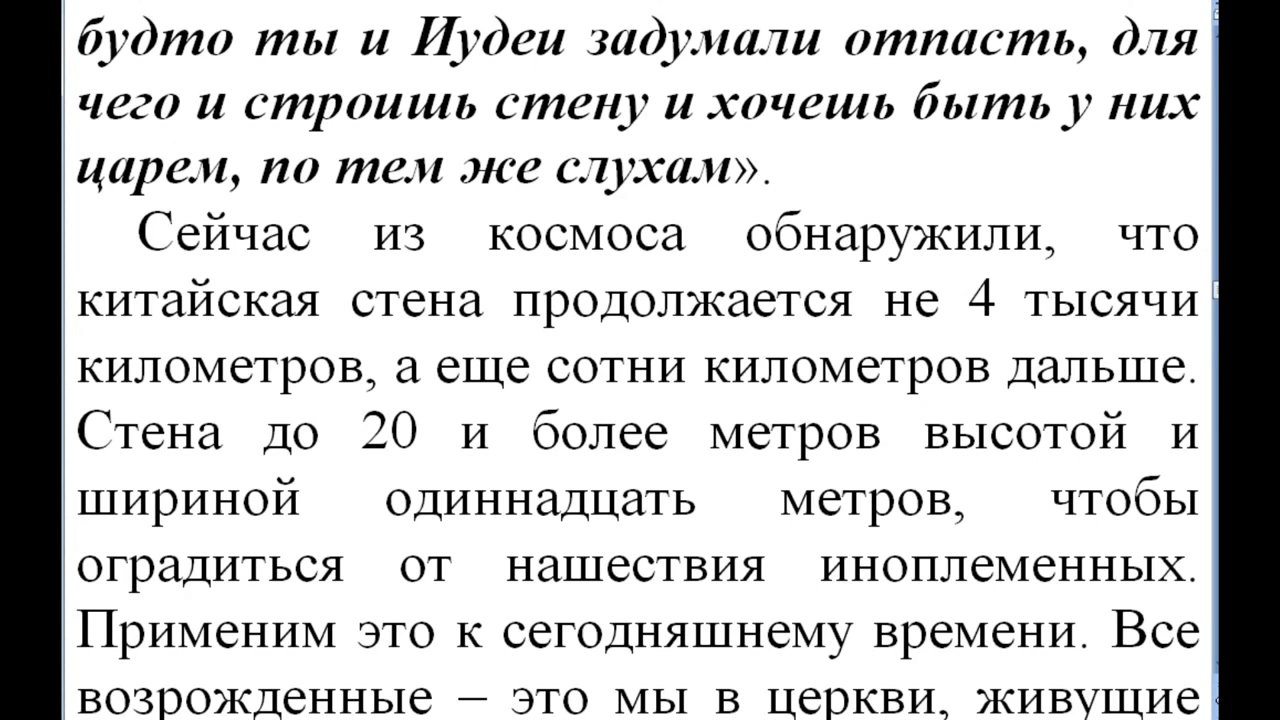 будто ты и Иудеи задумали отпасть, для
чего и строишь стену и хочешь быть у них
царем, по тем же слухам».
Сейчас из космоса обнаружили, что
китайская стена продолжается не 4 тысячи
километров, а еще сотни километров дальше.
Стена до 20 и более метров высотой и
шириной одиннадцать метров, чтобы
оградиться от нашествия иноплеменных.
Применим это к сегодняшнему времени. Все
возрожденные – это мы в церкви, живущие